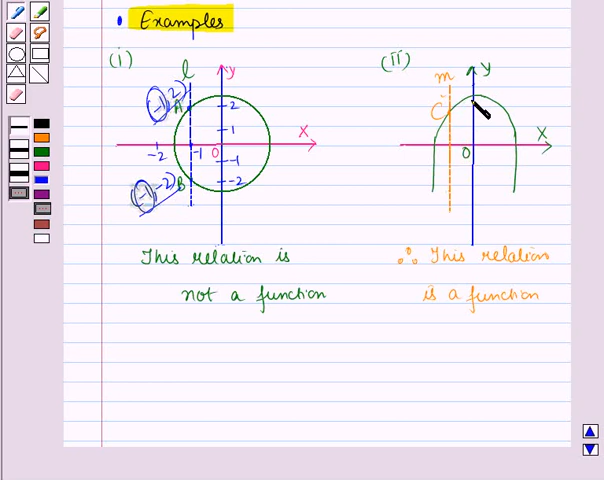 • Examples
(i)
l
y
(-1, 2)
A
2
1
X
-2
-1
0
-1
-2
(-1, -2)
B
This relation is
not a function
(ii)
m
y
C
X
0
∴ This relation
is a function